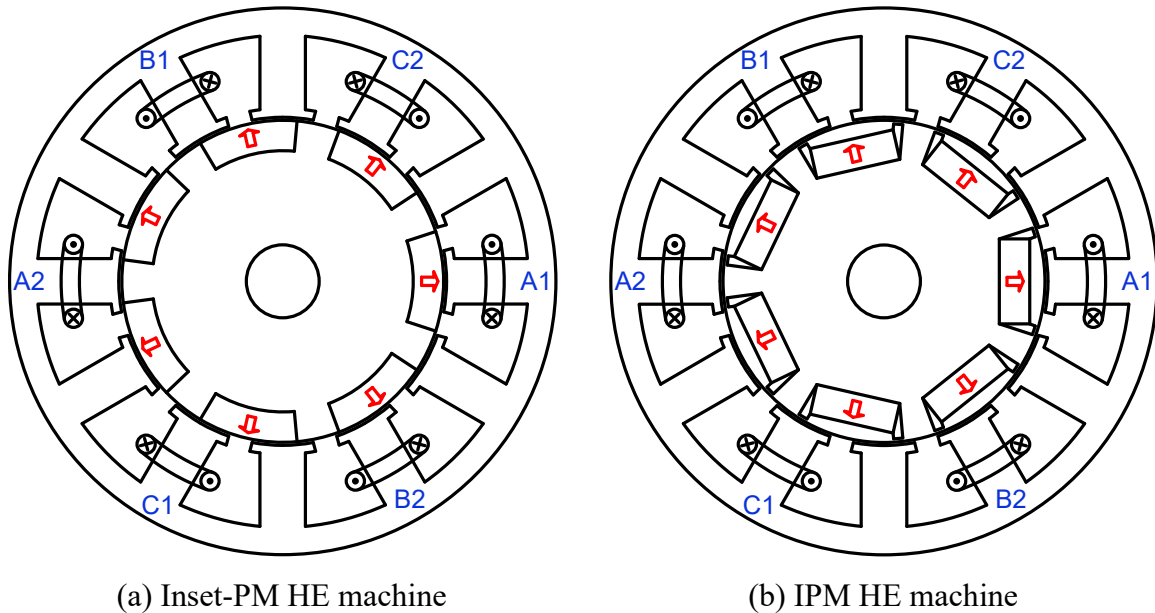 B1 C2
A2 A1
C1 B2
(a) Inset-PM HE machine
B1 C2
A2 A1
C1 B2
(b) IPM HE machine